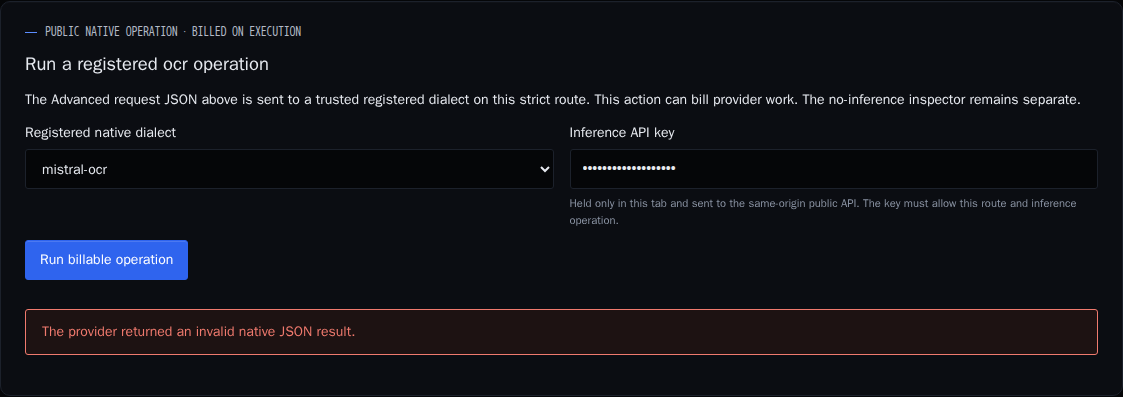 — PUBLIC NATIVE OPERATION · BILLED ON EXECUTION
Run a registered ocr operation
The Advanced request JSON above is sent to a trusted registered dialect on this strict route. This action can bill provider work. The no-inference inspector remains separate.
Registered native dialect
Inference API key
mistral-ocr
•••••••••••••••••••
Held only in this tab and sent to the same-origin public API. The key must allow this route and inference
operation.
Run billable operation
The provider returned an invalid native JSON result.